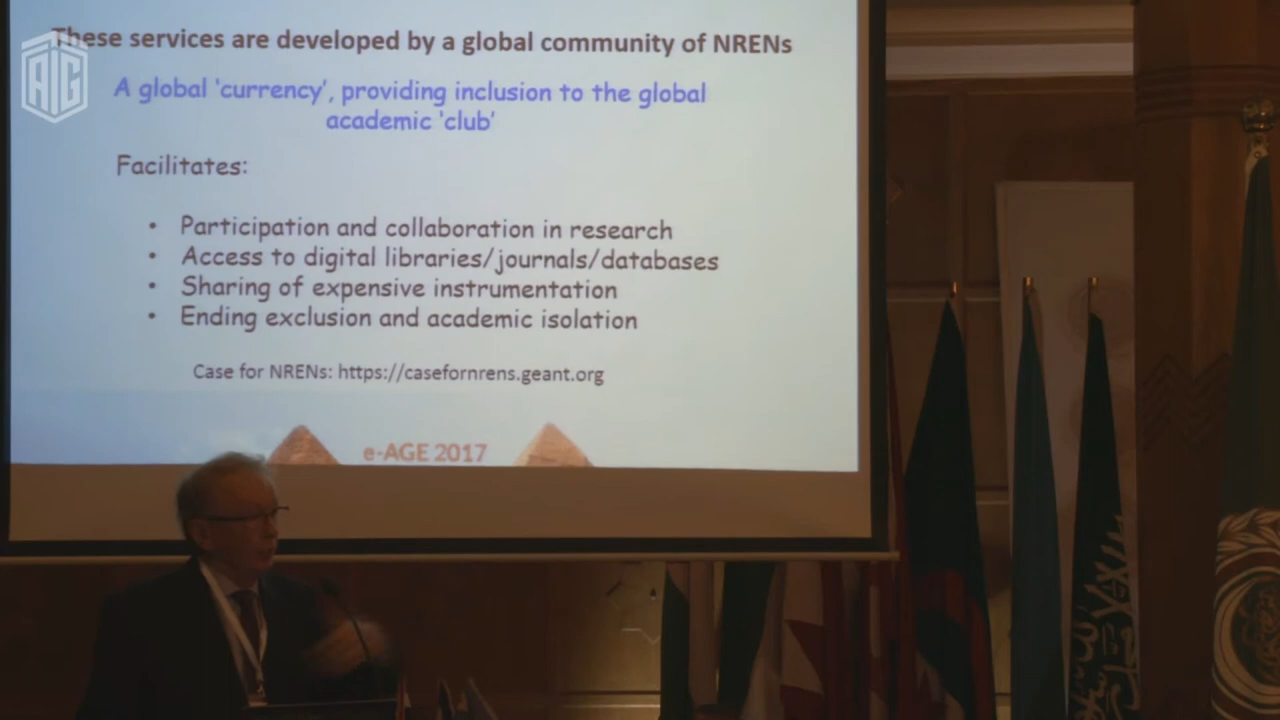 AIG
These services are developed by a global community of NRENs
A global 'currency', providing inclusion to the global
academic 'club'
Facilitates:
• Participation and collaboration in research
• Access to digital libraries/journals/databases
• Sharing of expensive instrumentation
• Ending exclusion and academic isolation
Case for NRENs: https://casefornrens.geant.org
e-AGE 2017